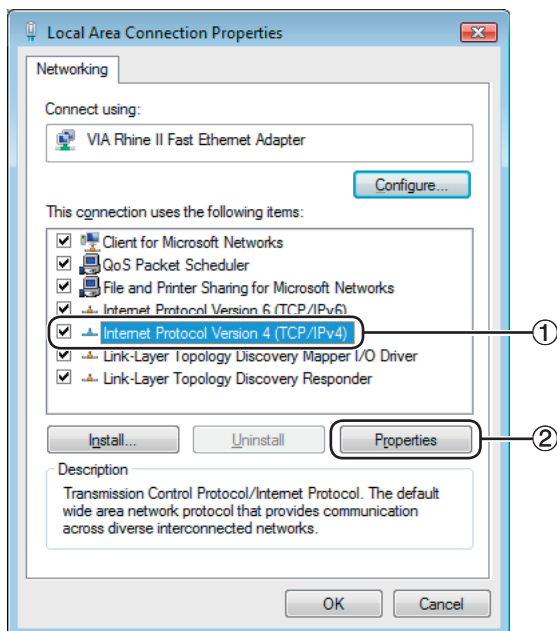 Local Area Connection Properties
Networking
Connect using:
VIA Rhine II Fast Ethernet Adapter
Configure...
This connection uses the following items:
Client for Microsoft Networks
QoS Packet Scheduler
File and Printer Sharing for Microsoft Networks
Internet Protocol Version 6 (TCP/IPv6)
Internet Protocol Version 4 (TCP/IPv4)
①
Link-Layer Topology Discovery Mapper I/O Driver
Link-Layer Topology Discovery Responder
Install...
Uninstall
Properties
②
Description
Transmission Control Protocol/Internet Protocol. The default
wide area network protocol that provides communication
across diverse interconnected networks.
OK
Cancel